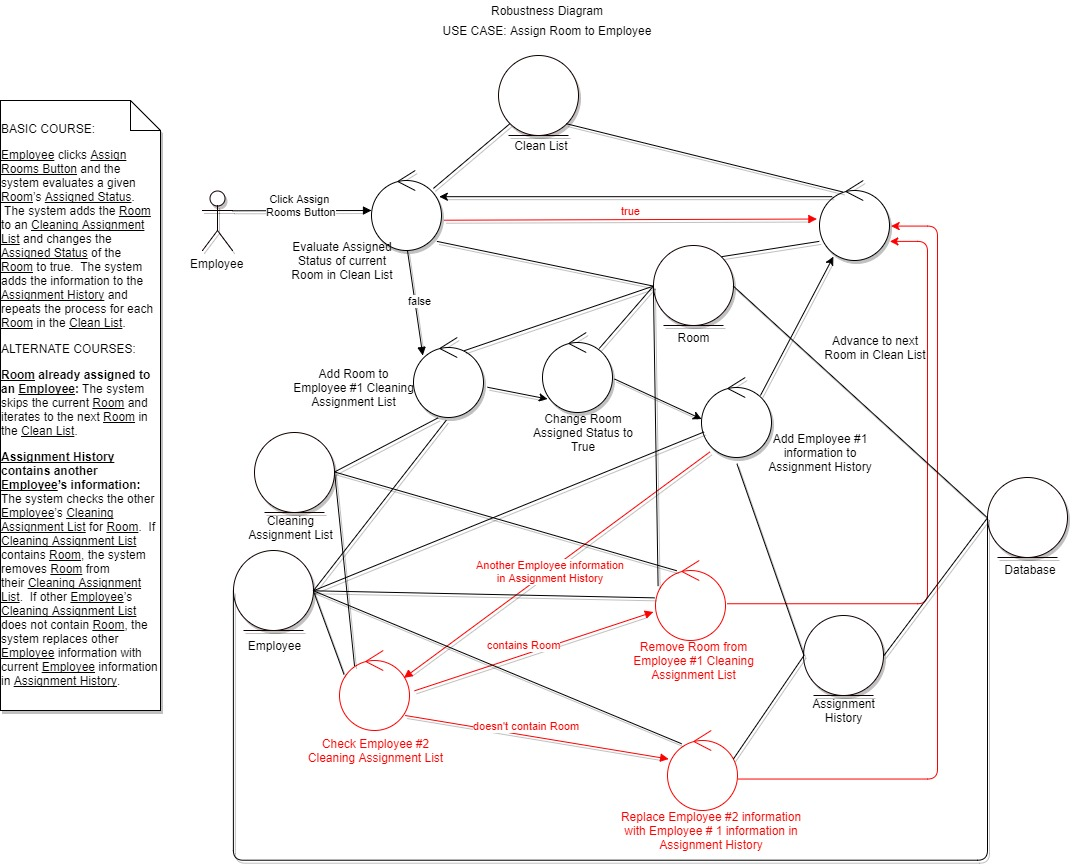 Robustness Diagram
USE CASE: Assign Room to Employee
BASIC COURSE:
Employee clicks Assign
Rooms Button and the
system evaluates a given
Room's Assigned Status.
The system adds the Room
to an Cleaning Assignment
List and changes the
Assigned Status of the
Room to true.  The system
adds the information to the
Assignment History and
repeats the process for each
Room in the Clean List.
ALTERNATE COURSES:
Room already assigned to
an Employee: The system
skips the current Room and
iterates to the next Room in
the Clean List.
Assignment History
contains another
Employee's information:
The system checks the other
Employee's Cleaning
Assignment List for Room.  If
Cleaning Assignment List
contains Room, the system
removes Room from
their Cleaning Assignment
List.  If other Employee's
Cleaning Assignment List
does not contain Room, the
system replaces other
Employee information with
current Employee information
in Assignment History.
Clean List
Click Assign
Rooms Button
Employee
true
Evaluate Assigned
Status of current
Room in Clean List
false
Room
Advance to next
Room in Clean List
Add Room to
Employee #1 Cleaning
Assignment List
Change Room
Assigned Status to
True
Add Employee #1
information to
Assignment History
Cleaning
Assignment List
Another Employee information
in Assignment History
Database
Employee
contains Room
Remove Room from
Employee #1 Cleaning
Assignment List
Assignment
History
Check Employee #2
Cleaning Assignment List
doesn't contain Room
Replace Employee #2 information
with Employee # 1 information in
Assignment History